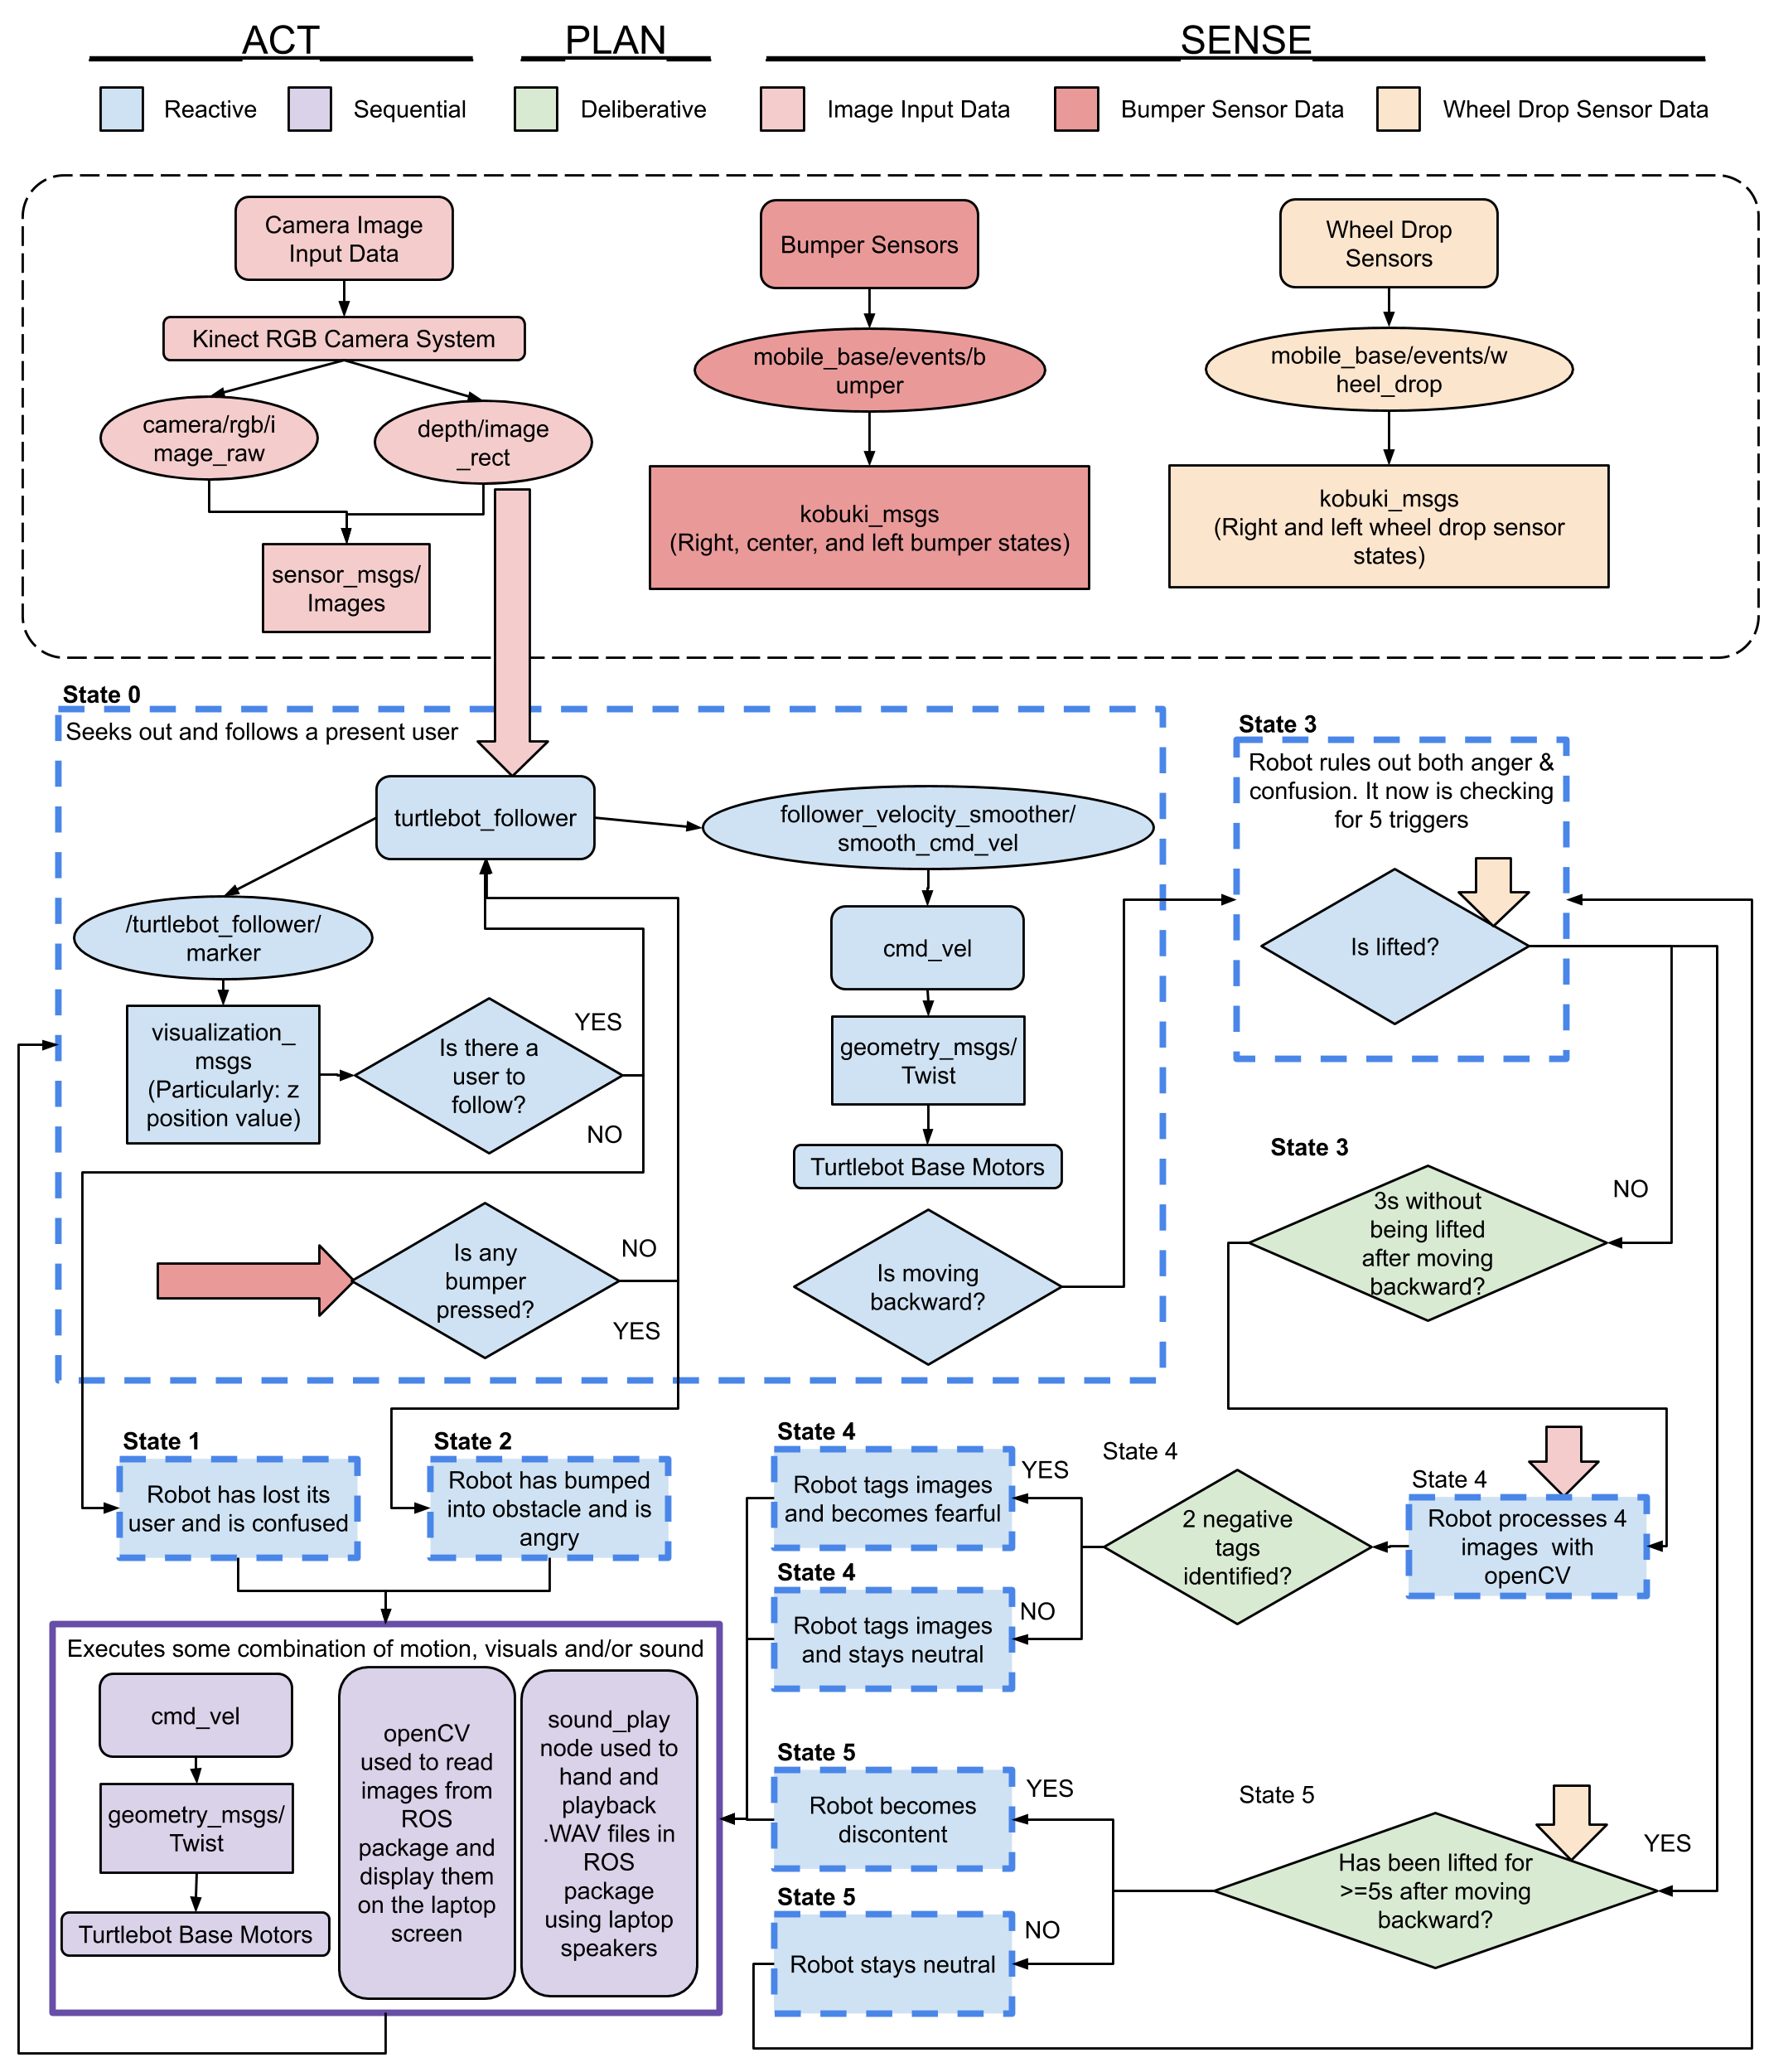 ACT
PLAN
SENSE
Reactive
Sequential
Deliberative
Image Input Data
Bumper Sensor Data
Wheel Drop Sensor Data
Camera Image
Input Data
Kinect RGB Camera System
camera/rgb/i
mage_raw
depth/image
_rect
sensor_msgs/
Images
Bumper Sensors
mobile_base/events/b
umper
kobuki_msgs
(Right, center, and left bumper states)
Wheel Drop
Sensors
mobile_base/events/w
heel_drop
kobuki_msgs
(Right and left wheel drop sensor
states)
State 0
Seeks out and follows a present user
turtlebot_follower
follower_velocity_smoother/
smooth_cmd_vel
/turtlebot_follower/
marker
cmd_vel
visualization_
msgs
(Particularly: z
position value)
Is there a
user to
follow?
YES
NO
geometry_msgs/
Twist
Turtlebot Base Motors
Is any
bumper
pressed?
NO
YES
Is moving
backward?
State 3
Robot rules out both anger &
confusion. It now is checking
for 5 triggers
Is lifted?
State 3
3s without
being lifted
after moving
backward?
NO
State 1
Robot has lost its
user and is confused
State 2
Robot has bumped
into obstacle and is
angry
State 4
Robot tags images
and becomes fearful
YES
State 4
2 negative
tags
identified?
State 4
Robot processes 4
images  with
openCV
State 4
Robot tags images
and stays neutral
NO
Executes some combination of motion, visuals and/or sound
cmd_vel
geometry_msgs/
Twist
Turtlebot Base Motors
openCV
used to read
images from
ROS
package and
display them
on the laptop
screen
sound_play
node used to
hand and
playback
.WAV files in
ROS
package
using laptop
speakers
State 5
Robot becomes
discontent
YES
State 5
Has been lifted for
>=5s after moving
backward?
YES
State 5
Robot stays neutral
NO